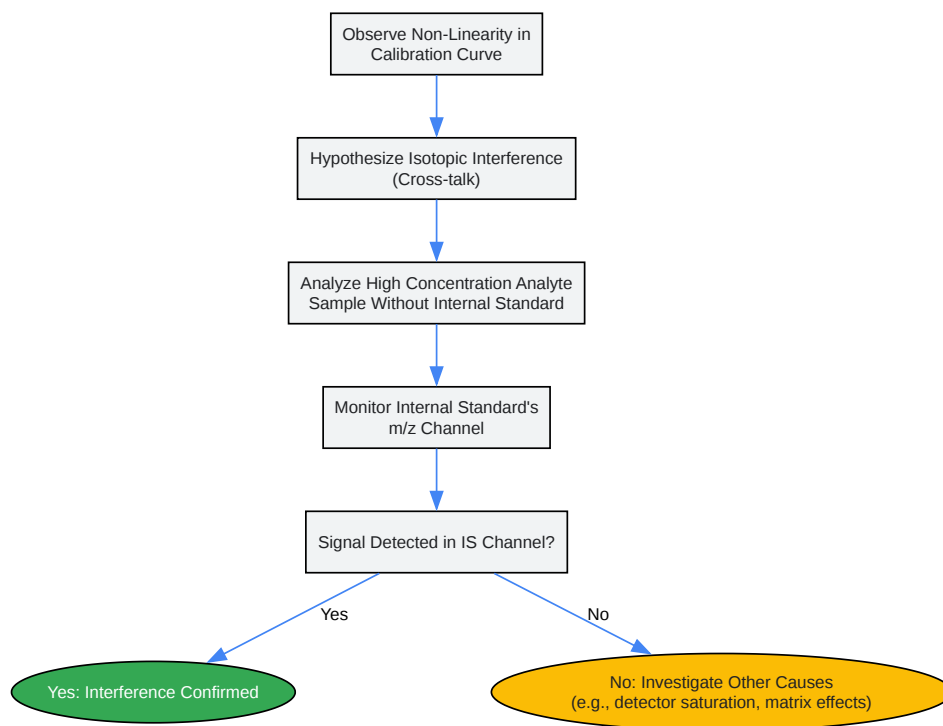 Observe Non-Linearity in
Calibration Curve
Hypothesize Isotopic Interference
(Cross-talk)
Analyze High Concentration Analyte
Sample Without Internal Standard
Monitor Internal Standard's
m/z Channel
Signal Detected in IS Channel?
Yes
No
Yes: Interference Confirmed
No: Investigate Other Causes
(e.g., detector saturation, matrix effects)